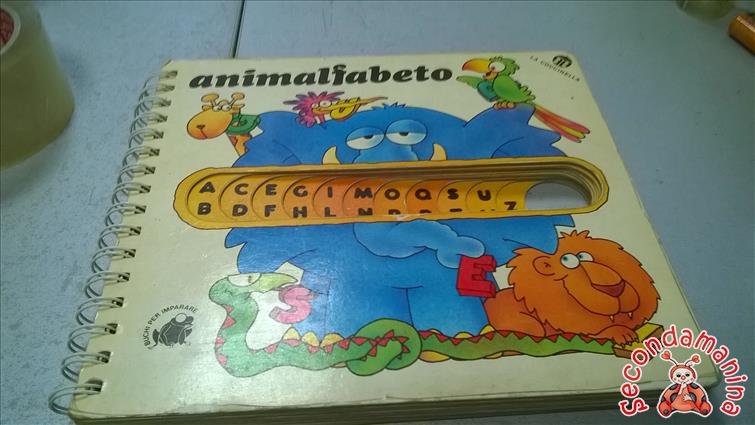 animalfabeto
LA COCCINELLA
A C E G I M O Q S U
B D F H L N Z
S
E
BUCHI PER IMPARARE
secondamanina